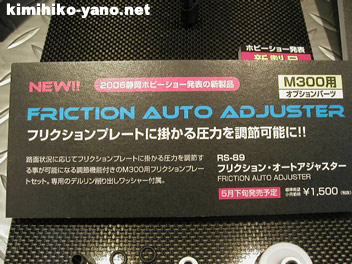 kimihiko-yano.net
ホビーショー発表
新製品
NEW!!
2006静岡ホビーショー発表の新製品
M300用
オプションパーツ
FRICTION AUTO ADJUSTER
フリクションプレートに掛かる圧力を調節可能に!!
路面状況に応じてフリクションプレートに掛かる圧力を調節す
る事が可能になる調節機能付きのM300用フリクションプレ
ートセット。専用のデルリン削り出しワッシャー付属。
RS-69
フリクション・オートアジャスター
FRICTION AUTO ADJUSTER
5月下旬発売予定
¥1,500